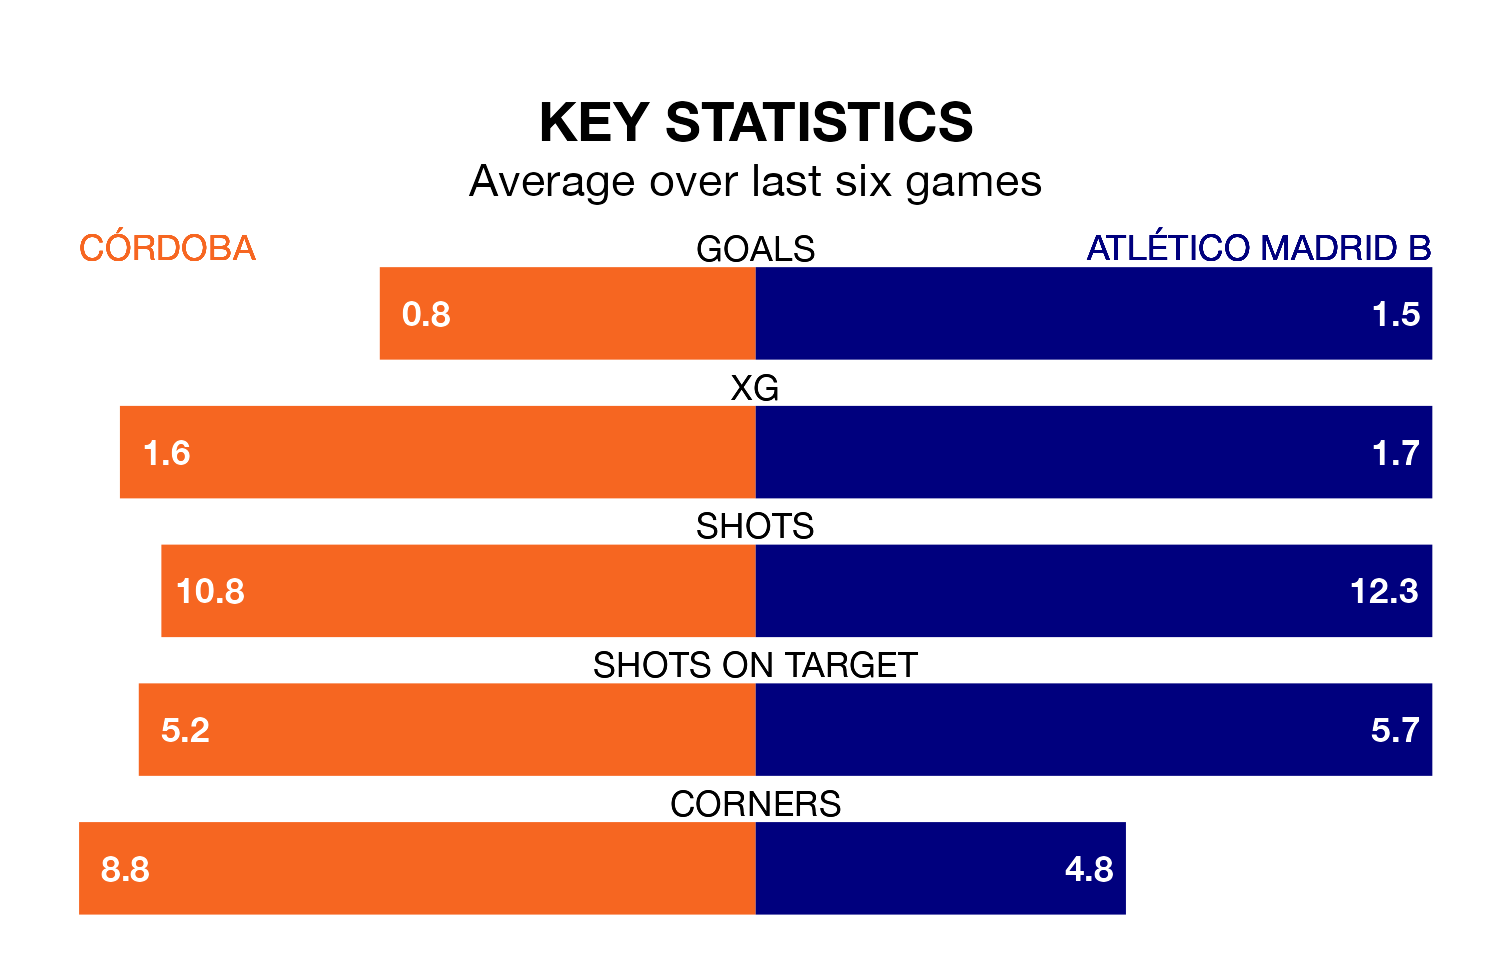 KEY STATISTICS
Average over last six games
CÓRDOBA GOALS ATLÉTICO MADRID B
0.8 1.5
XG
1.6 1.7
SHOTS
10.8 12.3
SHOTS ON TARGET
5.2 5.7
CORNERS
8.8 4.8